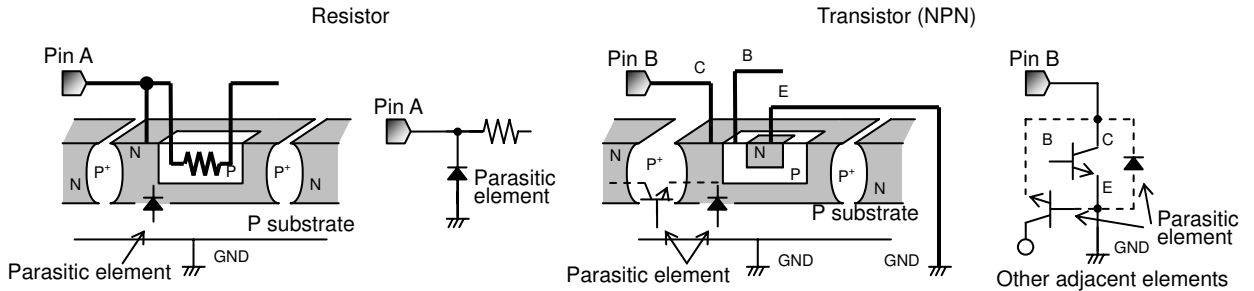 Resistor
Pin A
N
P
N
P+
P+
N
P substrate
Parasitic element
GND
Pin A
Parasitic
element
Transistor (NPN)
Pin B
C
B
E
N
P+
N
P
P+
N
P substrate
Parasitic element
GND
GND
Pin B
B
C
E
Parasitic
element
GND
Other adjacent elements